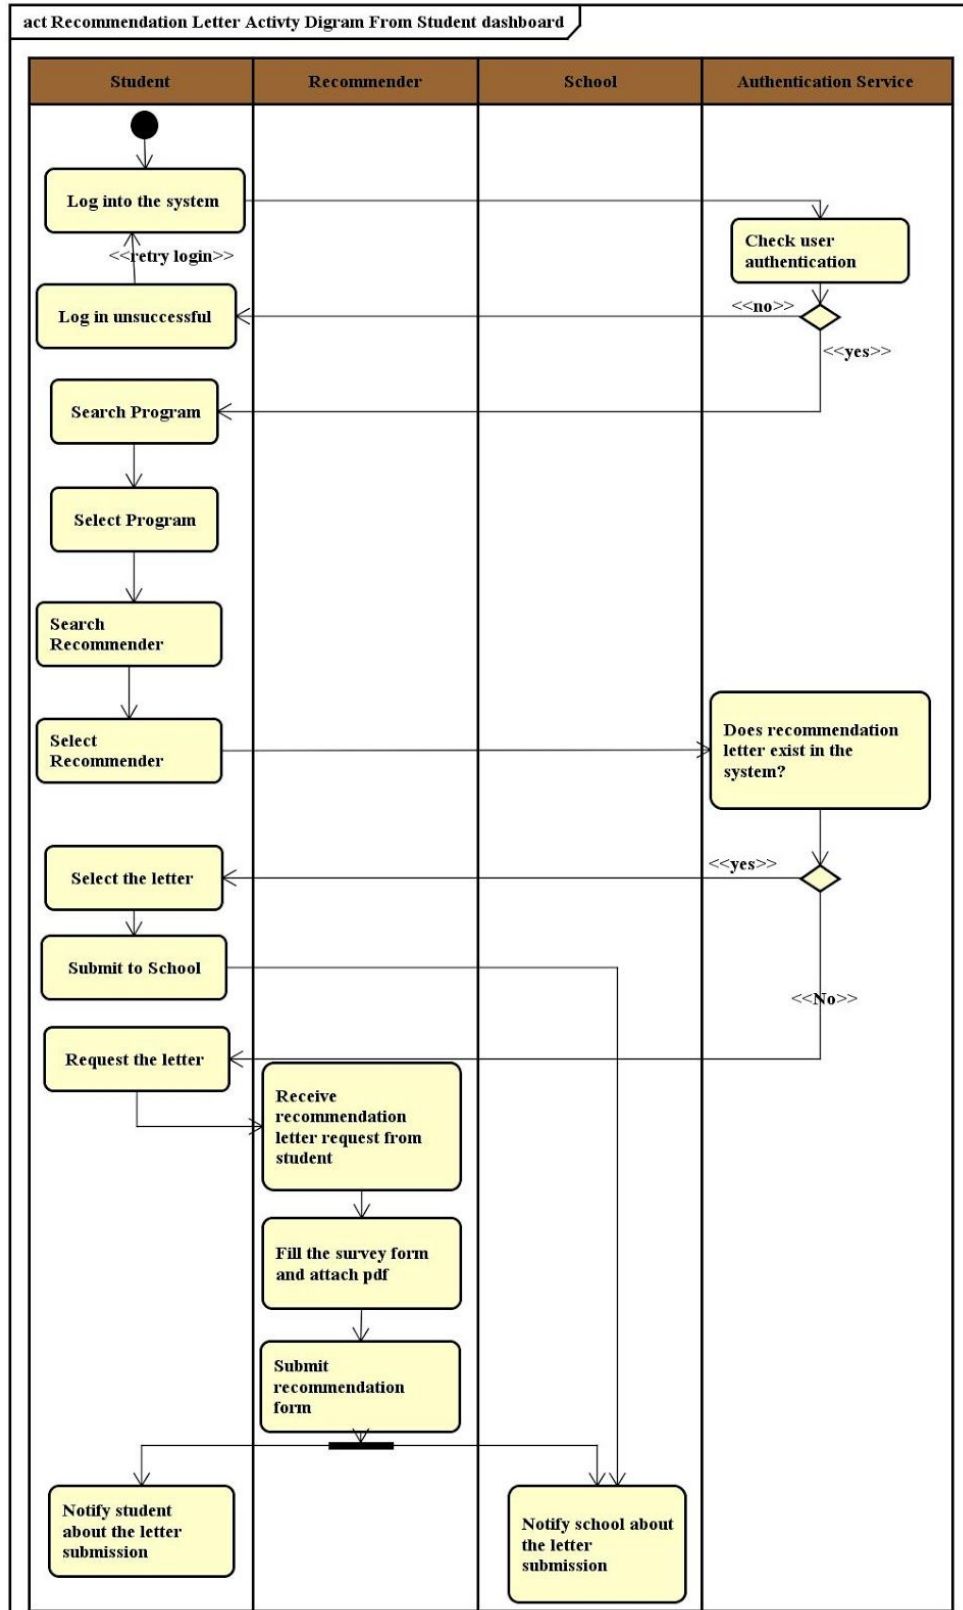 act Recommendation Letter Activty Digram From Student dashboard
Student
Recommender
School
Authentication Service
Log into the system
Check user
authentication
<<retry login>>
Log in unsuccessful
<<no>>
<<yes>>
Search Program
Select Program
Search
Recommender
Select
Recommender
Does recommendation
letter exist in the
system?
<<yes>>
Select the letter
Submit to School
<<No>>
Request the letter
Receive
recommendation
letter request from
student
Fill the survey form
and attach pdf
Submit
recommendation
form
Notify student
about the letter
submission
Notify school about
the letter
submission